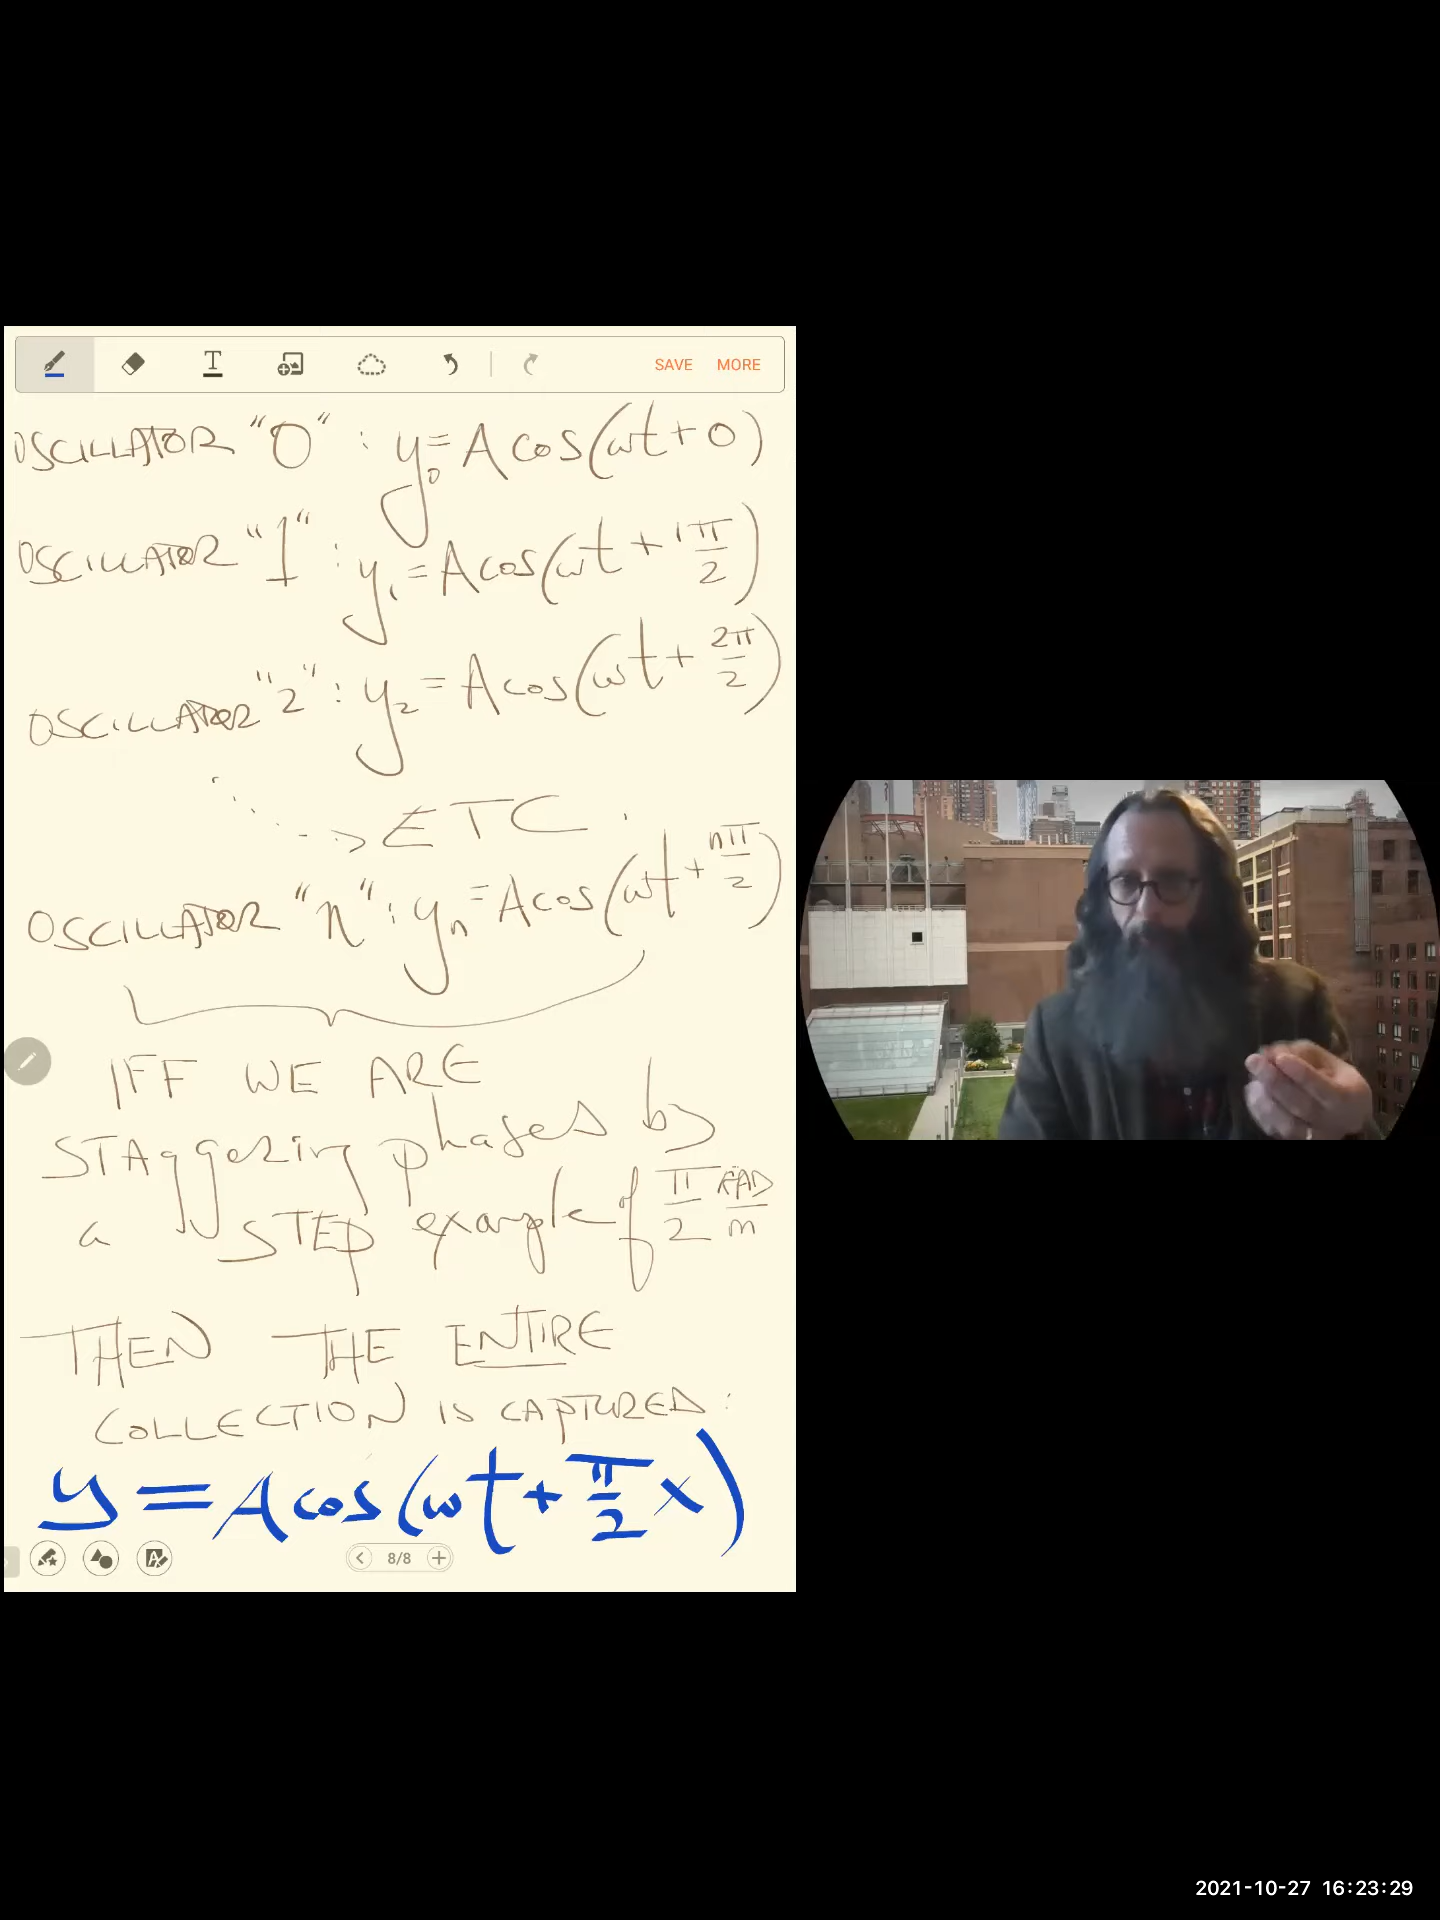 SAVE MORE
OSCILLATOR "0" : y₀ = A cos(ωt + 0)
OSCILLATOR "1" : y₁ = A cos(ωt + 1π/2)
OSCILLATOR "2" : y₂ = A cos(ωt + 2π/2)
ETC.
OSCILLATOR "n" : yₙ = A cos(ωt + nπ/2)
IFF WE ARE
STAggeRing phases by
a STEP example of π/2 RAD/m
THEN THE ENTIRE
COLLECTION IS CAPTURED :
y = A cos(ωt + π/2 x)
8/8
2021-10-27 16:23:29